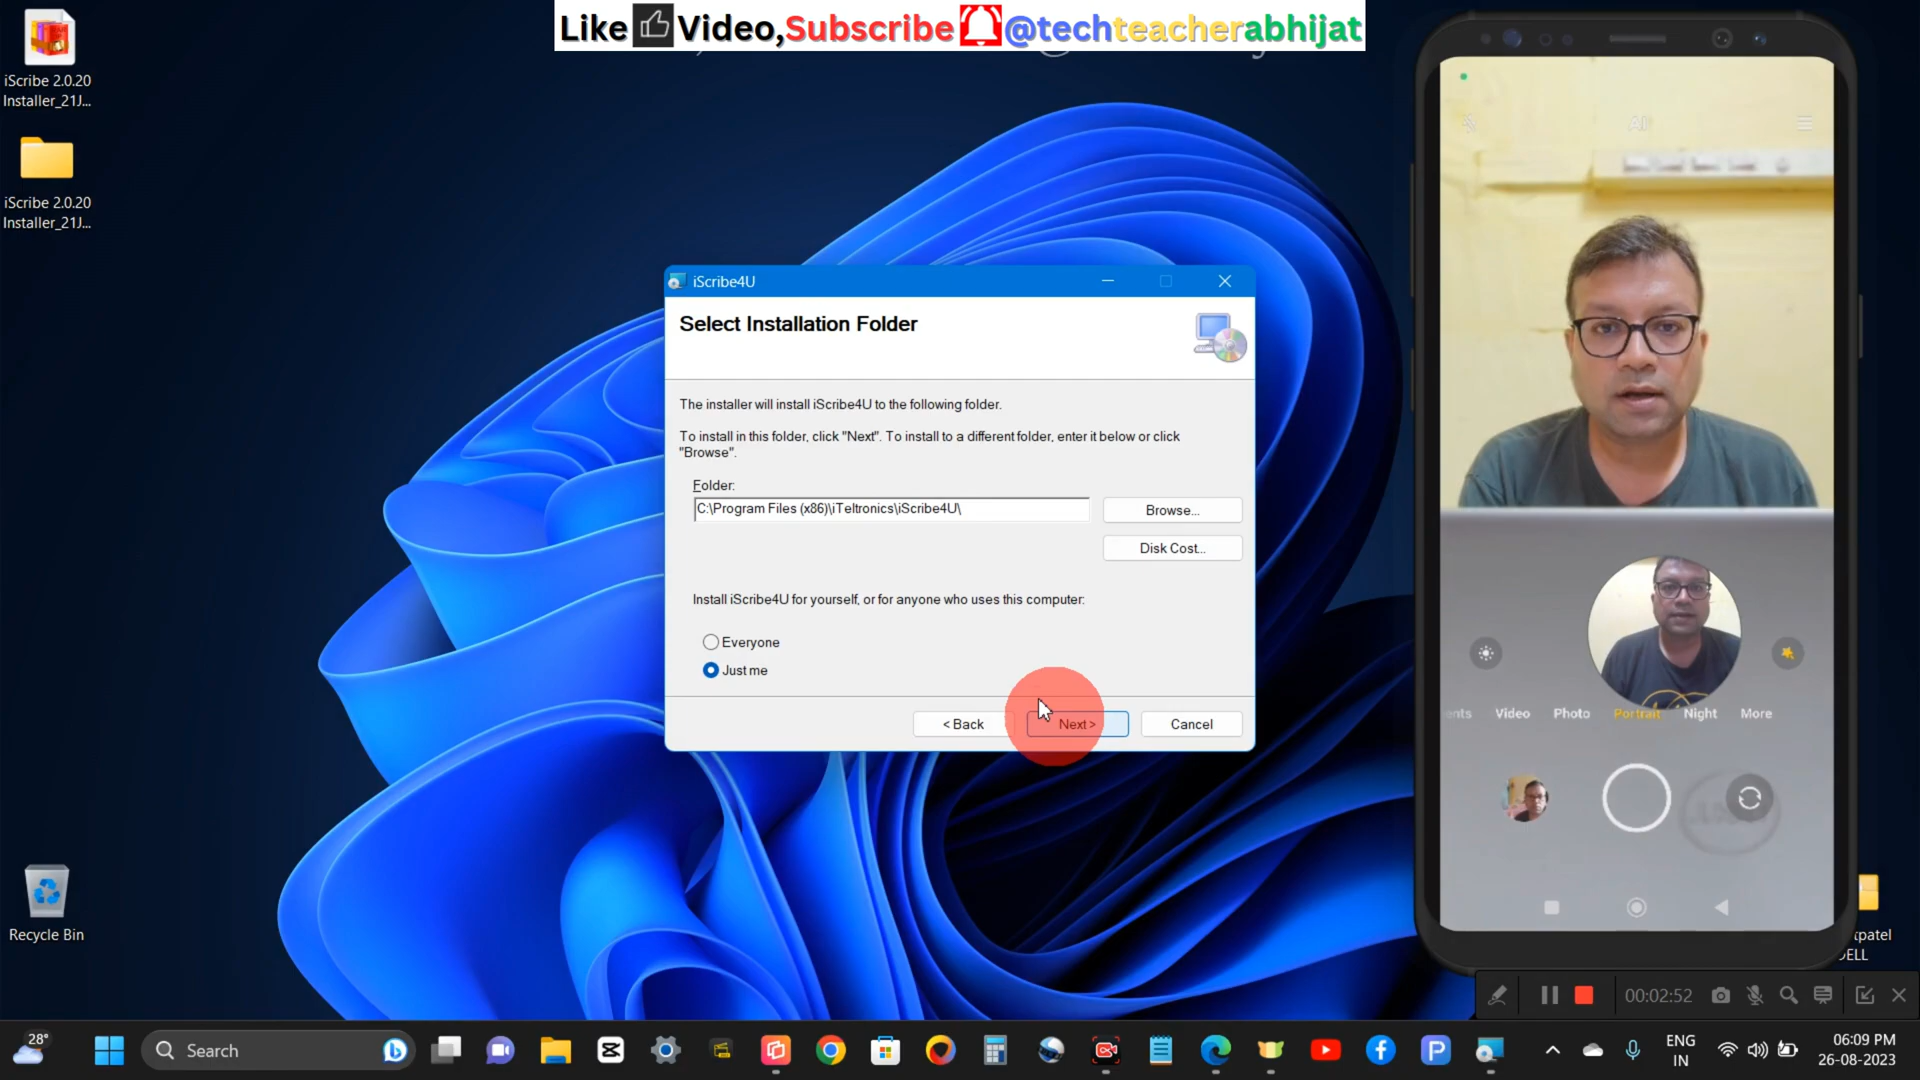 Like Video,Subscribe @techteacherabhijat
iScribe 2.0.20
Installer_21J...
iScribe 2.0.20
Installer_21J...
Recycle Bin
iScribe4U
Select Installation Folder
The installer will install iScribe4U to the following folder.
To install in this folder, click "Next". To install to a different folder, enter it below or click
"Browse".
Folder:
C:\Program Files (x86)\iTeltronics\iScribe4U\
Browse...
Disk Cost...
Install iScribe4U for yourself, or for anyone who uses this computer:
Everyone
Just me
< Back
Next >
Cancel
AI
ents Video Photo Portrait Night More
tpatel
ELL
00:02:52
28°
Search
ENG
IN
06:09 PM
26-08-2023